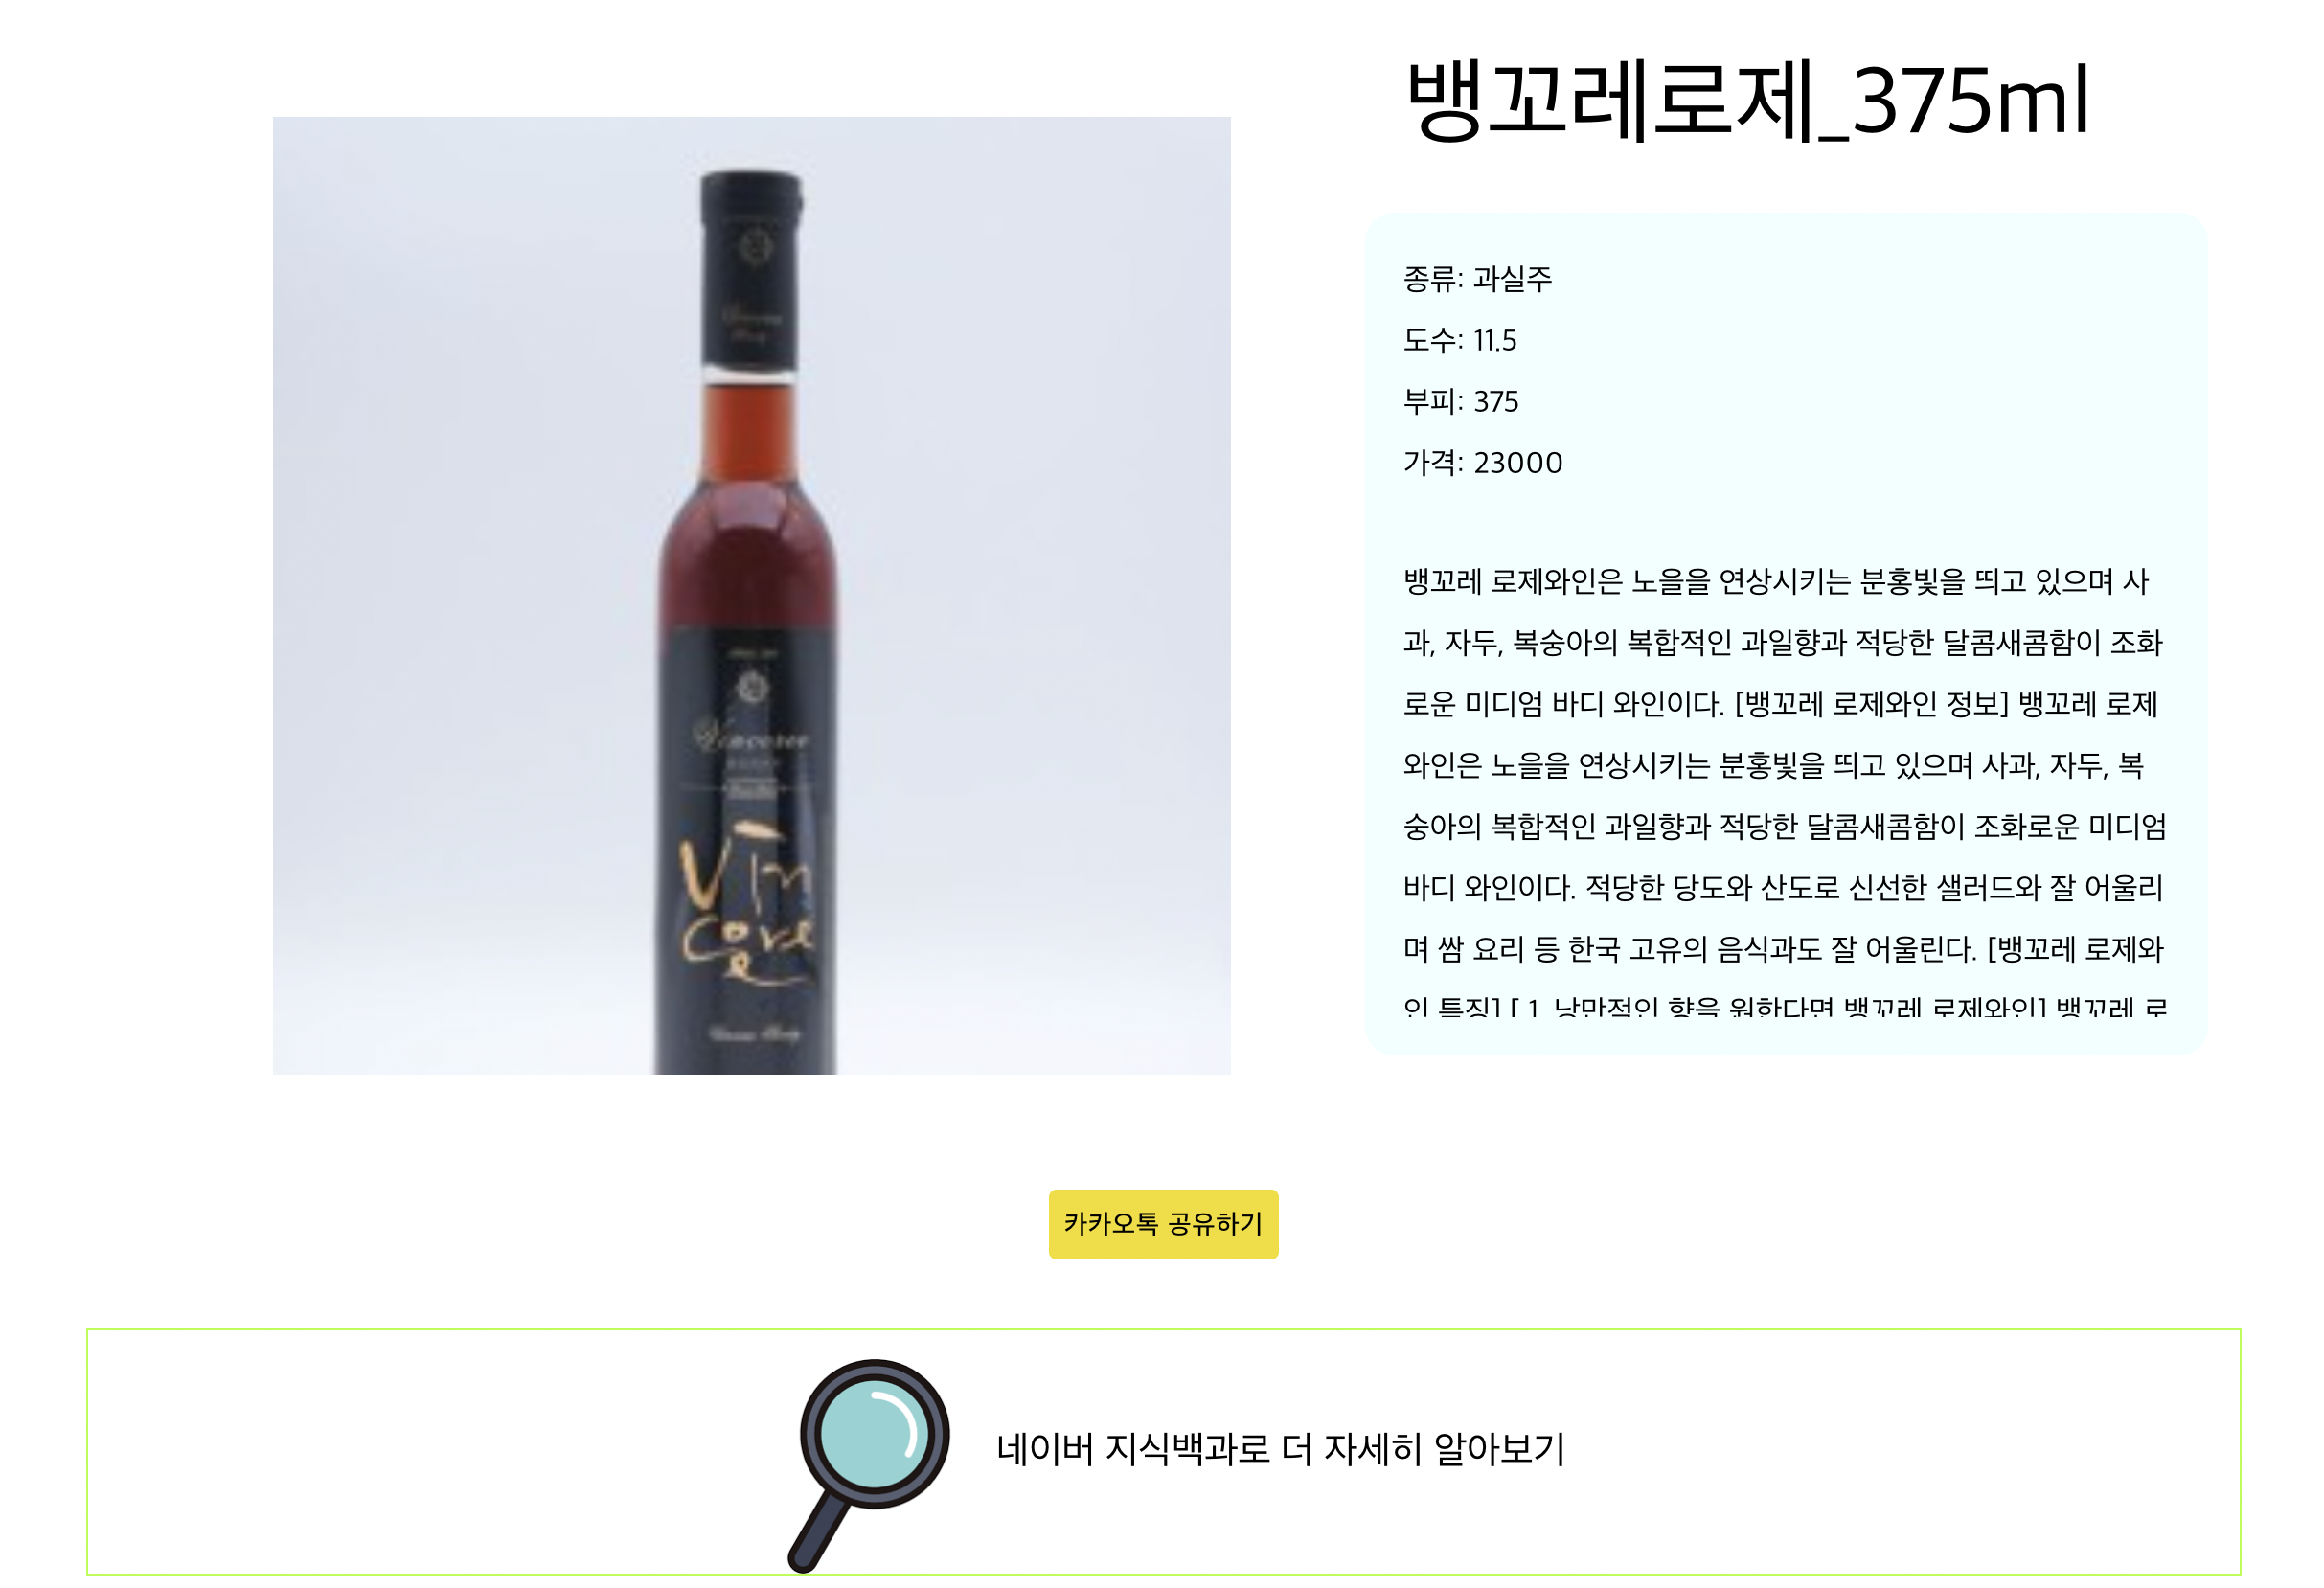 뱅꼬레로제_375ml
종류: 과실주
도수: 11.5
부피: 375
가격: 23000
뱅꼬레 로제와인은 노을을 연상시키는 분홍빛을 띄고 있으며 사
과, 자두, 복숭아의 복합적인 과일향과 적당한 달콤새콤함이 조화
로운 미디엄 바디 와인이다. [뱅꼬레 로제와인 정보] 뱅꼬레 로제
와인은 노을을 연상시키는 분홍빛을 띄고 있으며 사과, 자두, 복
숭아의 복합적인 과일향과 적당한 달콤새콤함이 조화로운 미디엄
바디 와인이다. 적당한 당도와 산도로 신선한 샐러드와 잘 어울리
며 쌈 요리 등 한국 고유의 음식과도 잘 어울린다. [뱅꼬레 로제와
인 특징] [ 1. 낭만적인 향을 원하다면 뱅꼬레 로제와인] 뱅꼬레 로
Vin
Coree
카카오톡 공유하기
네이버 지식백과로 더 자세히 알아보기